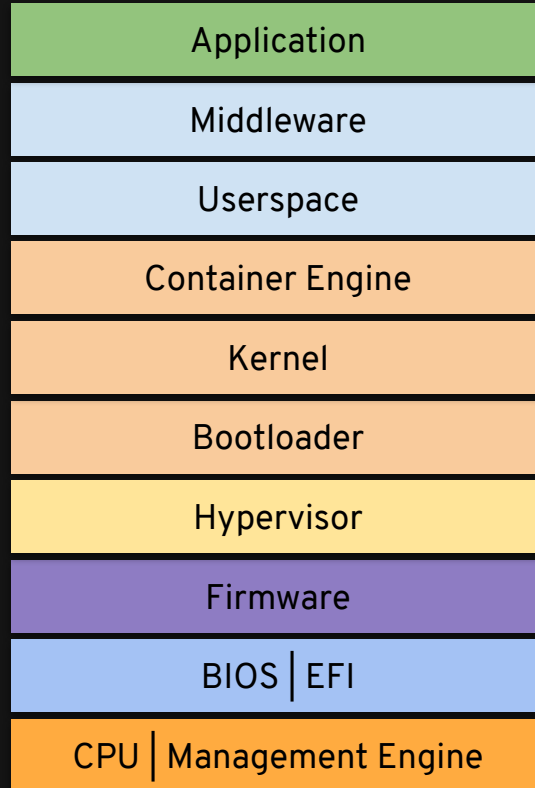 Application
Middleware
Userspace
Container Engine
Kernel
Bootloader
Hypervisor
Firmware
BIOS | EFI
CPU | Management Engine